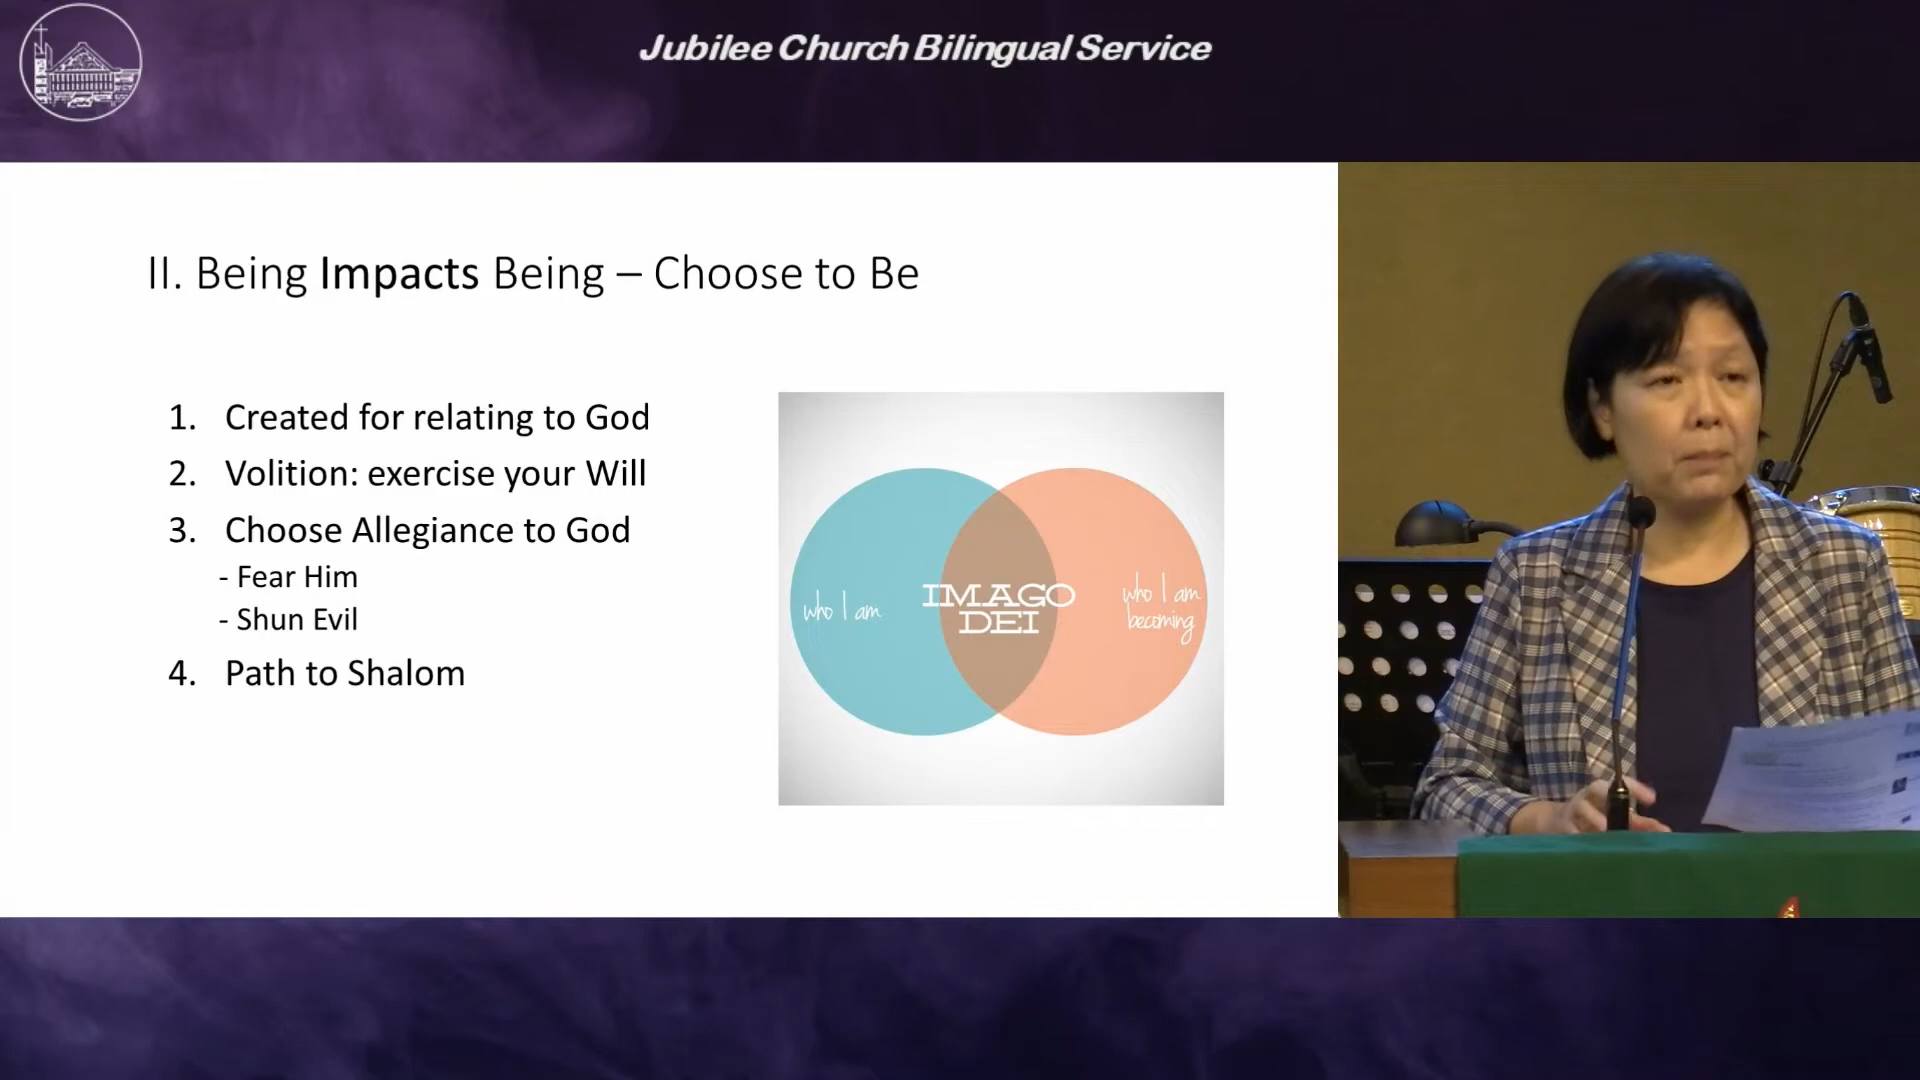 Jubilee Church Bilingual Service
II. Being Impacts Being – Choose to Be
1. Created for relating to God
2. Volition: exercise your Will
3. Choose Allegiance to God
- Fear Him
- Shun Evil
4. Path to Shalom
who I am
IMAGO
DEI
who I am
becoming